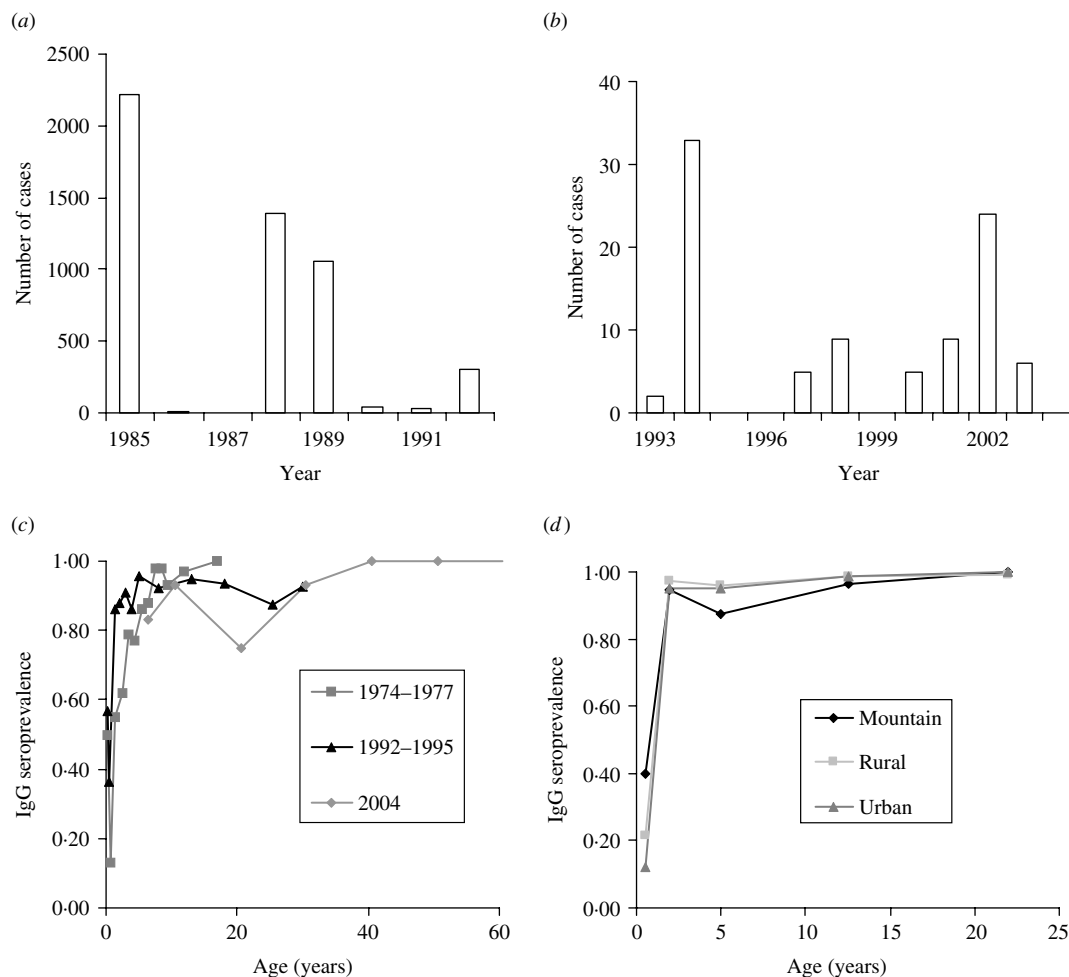 (a)
2500
2000
1500
1000
500
0
Number of cases
1985 1987 1989 1991
Year
(b)
40
30
20
10
0
Number of cases
1993 1996 1999 2002
Year
(c)
1·00
0·80
0·60
0·40
0·20
0·00
IgG seroprevalence
1974–1977
1992–1995
2004
0 20 40 60
Age (years)
(d)
1·00
0·80
0·60
0·40
0·20
0·00
IgG seroprevalence
Mountain
Rural
Urban
0 5 10 15 20 25
Age (years)